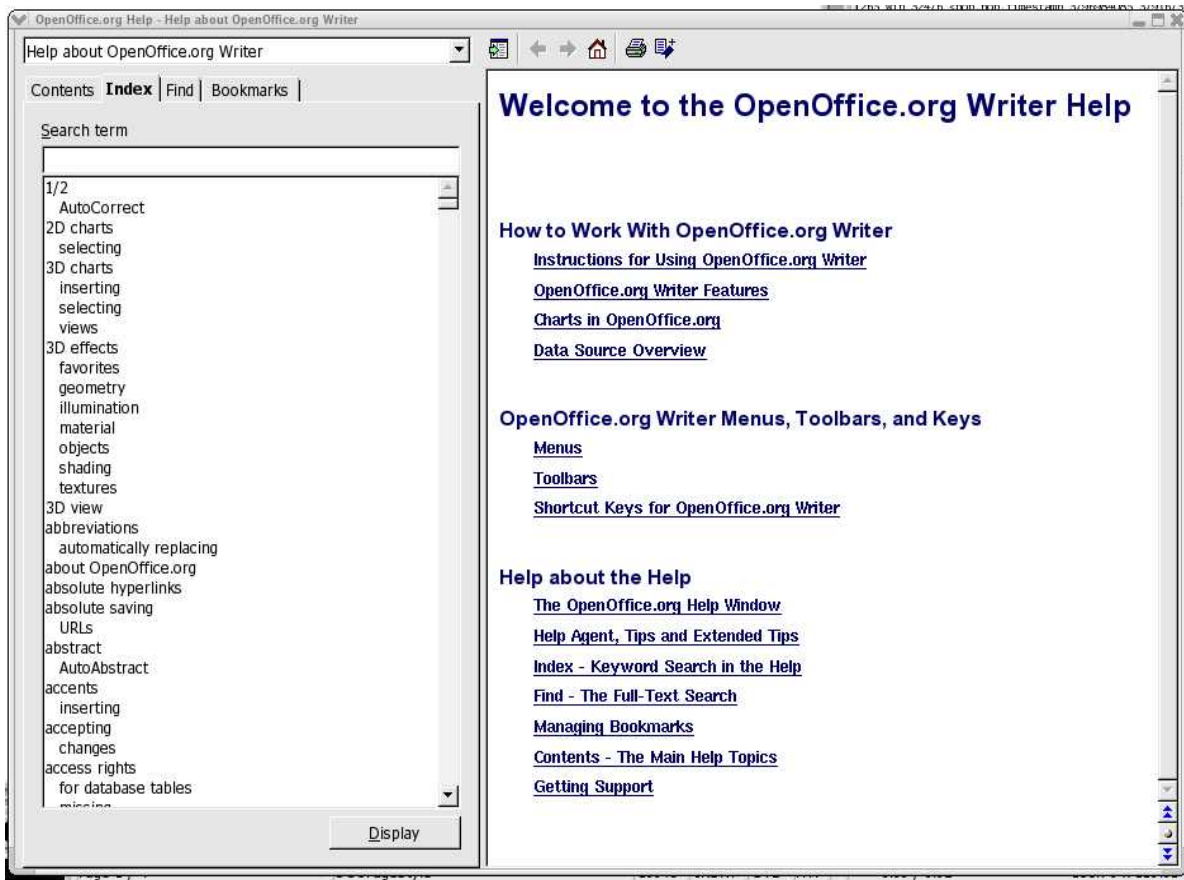 OpenOffice.org Help - Help about OpenOffice.org Writer
Help about OpenOffice.org Writer
Contents Index Find Bookmarks
Search term
1/2
AutoCorrect
2D charts
selecting
3D charts
inserting
selecting
views
3D effects
favorites
geometry
illumination
material
objects
shading
textures
3D view
abbreviations
automatically replacing
about OpenOffice.org
absolute hyperlinks
absolute saving
URLs
abstract
AutoAbstract
accents
inserting
accepting
changes
access rights
for database tables
missing
Display
Welcome to the OpenOffice.org Writer Help
How to Work With OpenOffice.org Writer
Instructions for Using OpenOffice.org Writer
OpenOffice.org Writer Features
Charts in OpenOffice.org
Data Source Overview
OpenOffice.org Writer Menus, Toolbars, and Keys
Menus
Toolbars
Shortcut Keys for OpenOffice.org Writer
Help about the Help
The OpenOffice.org Help Window
Help Agent, Tips and Extended Tips
Index - Keyword Search in the Help
Find - The Full-Text Search
Managing Bookmarks
Contents - The Main Help Topics
Getting Support